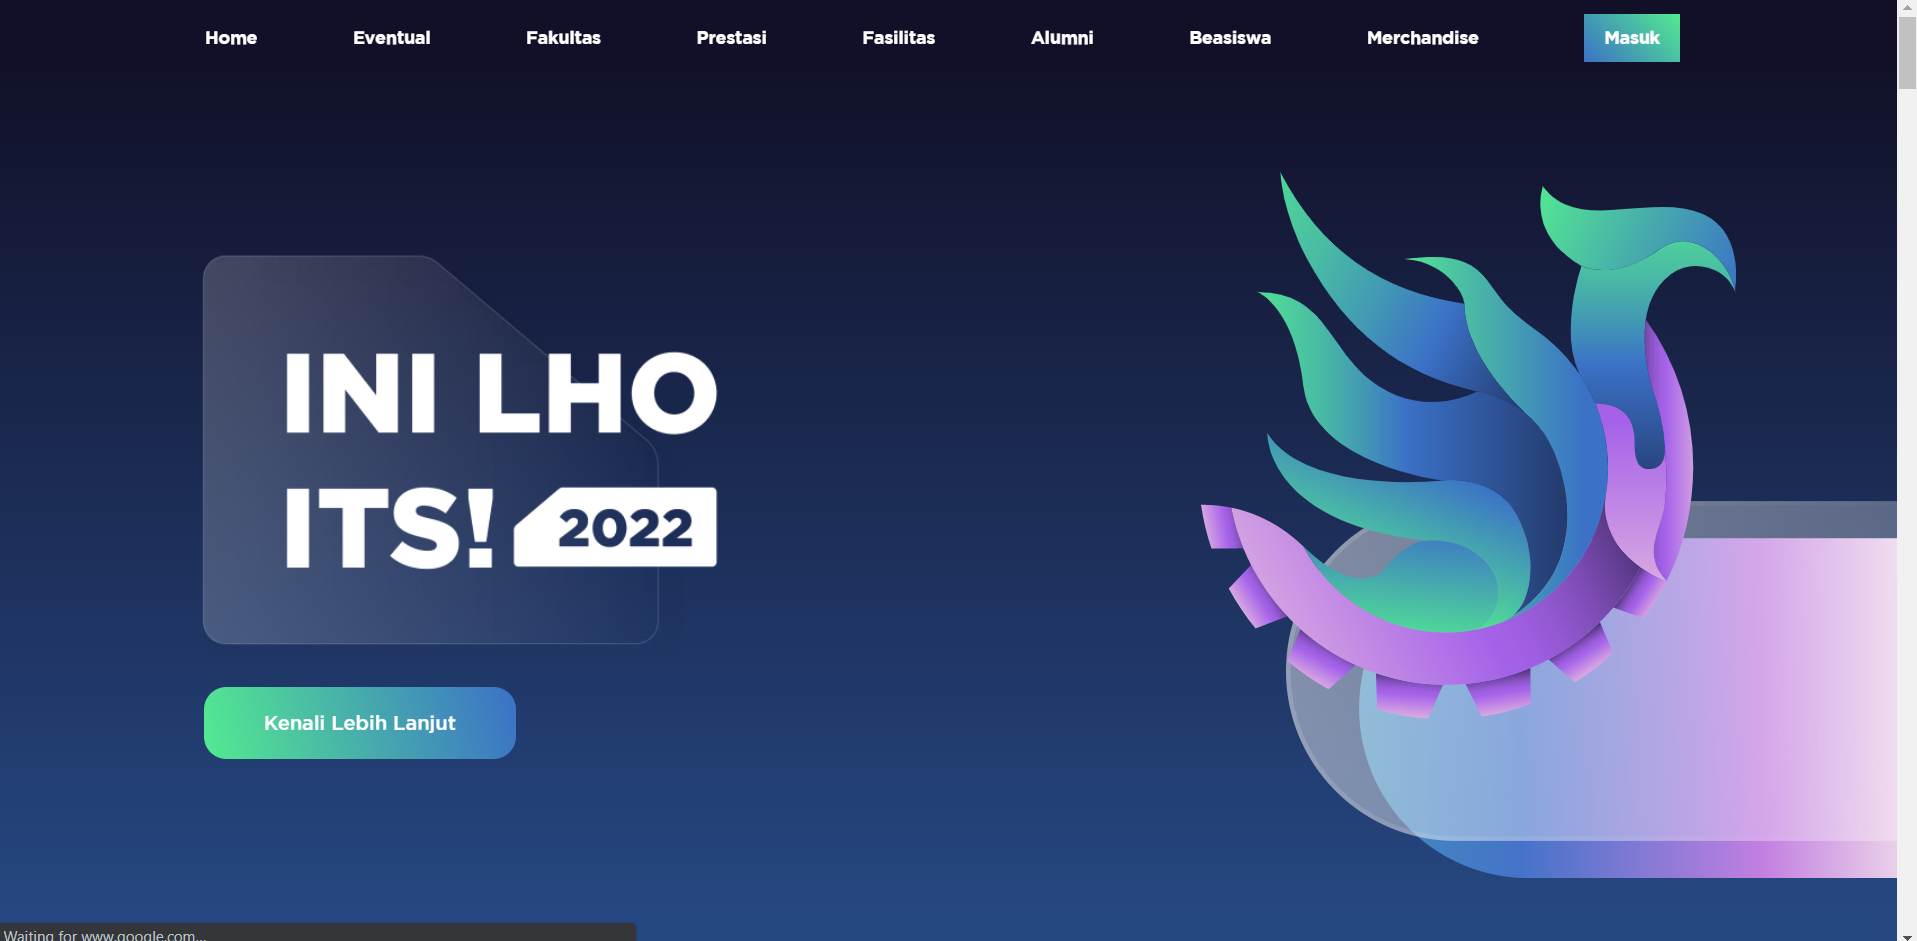 Home Eventual Fakultas Prestasi Fasilitas Alumni Beasiswa Merchandise Masuk
INI LHO
ITS! 2022
Kenali Lebih Lanjut
Waiting for www.google.com...